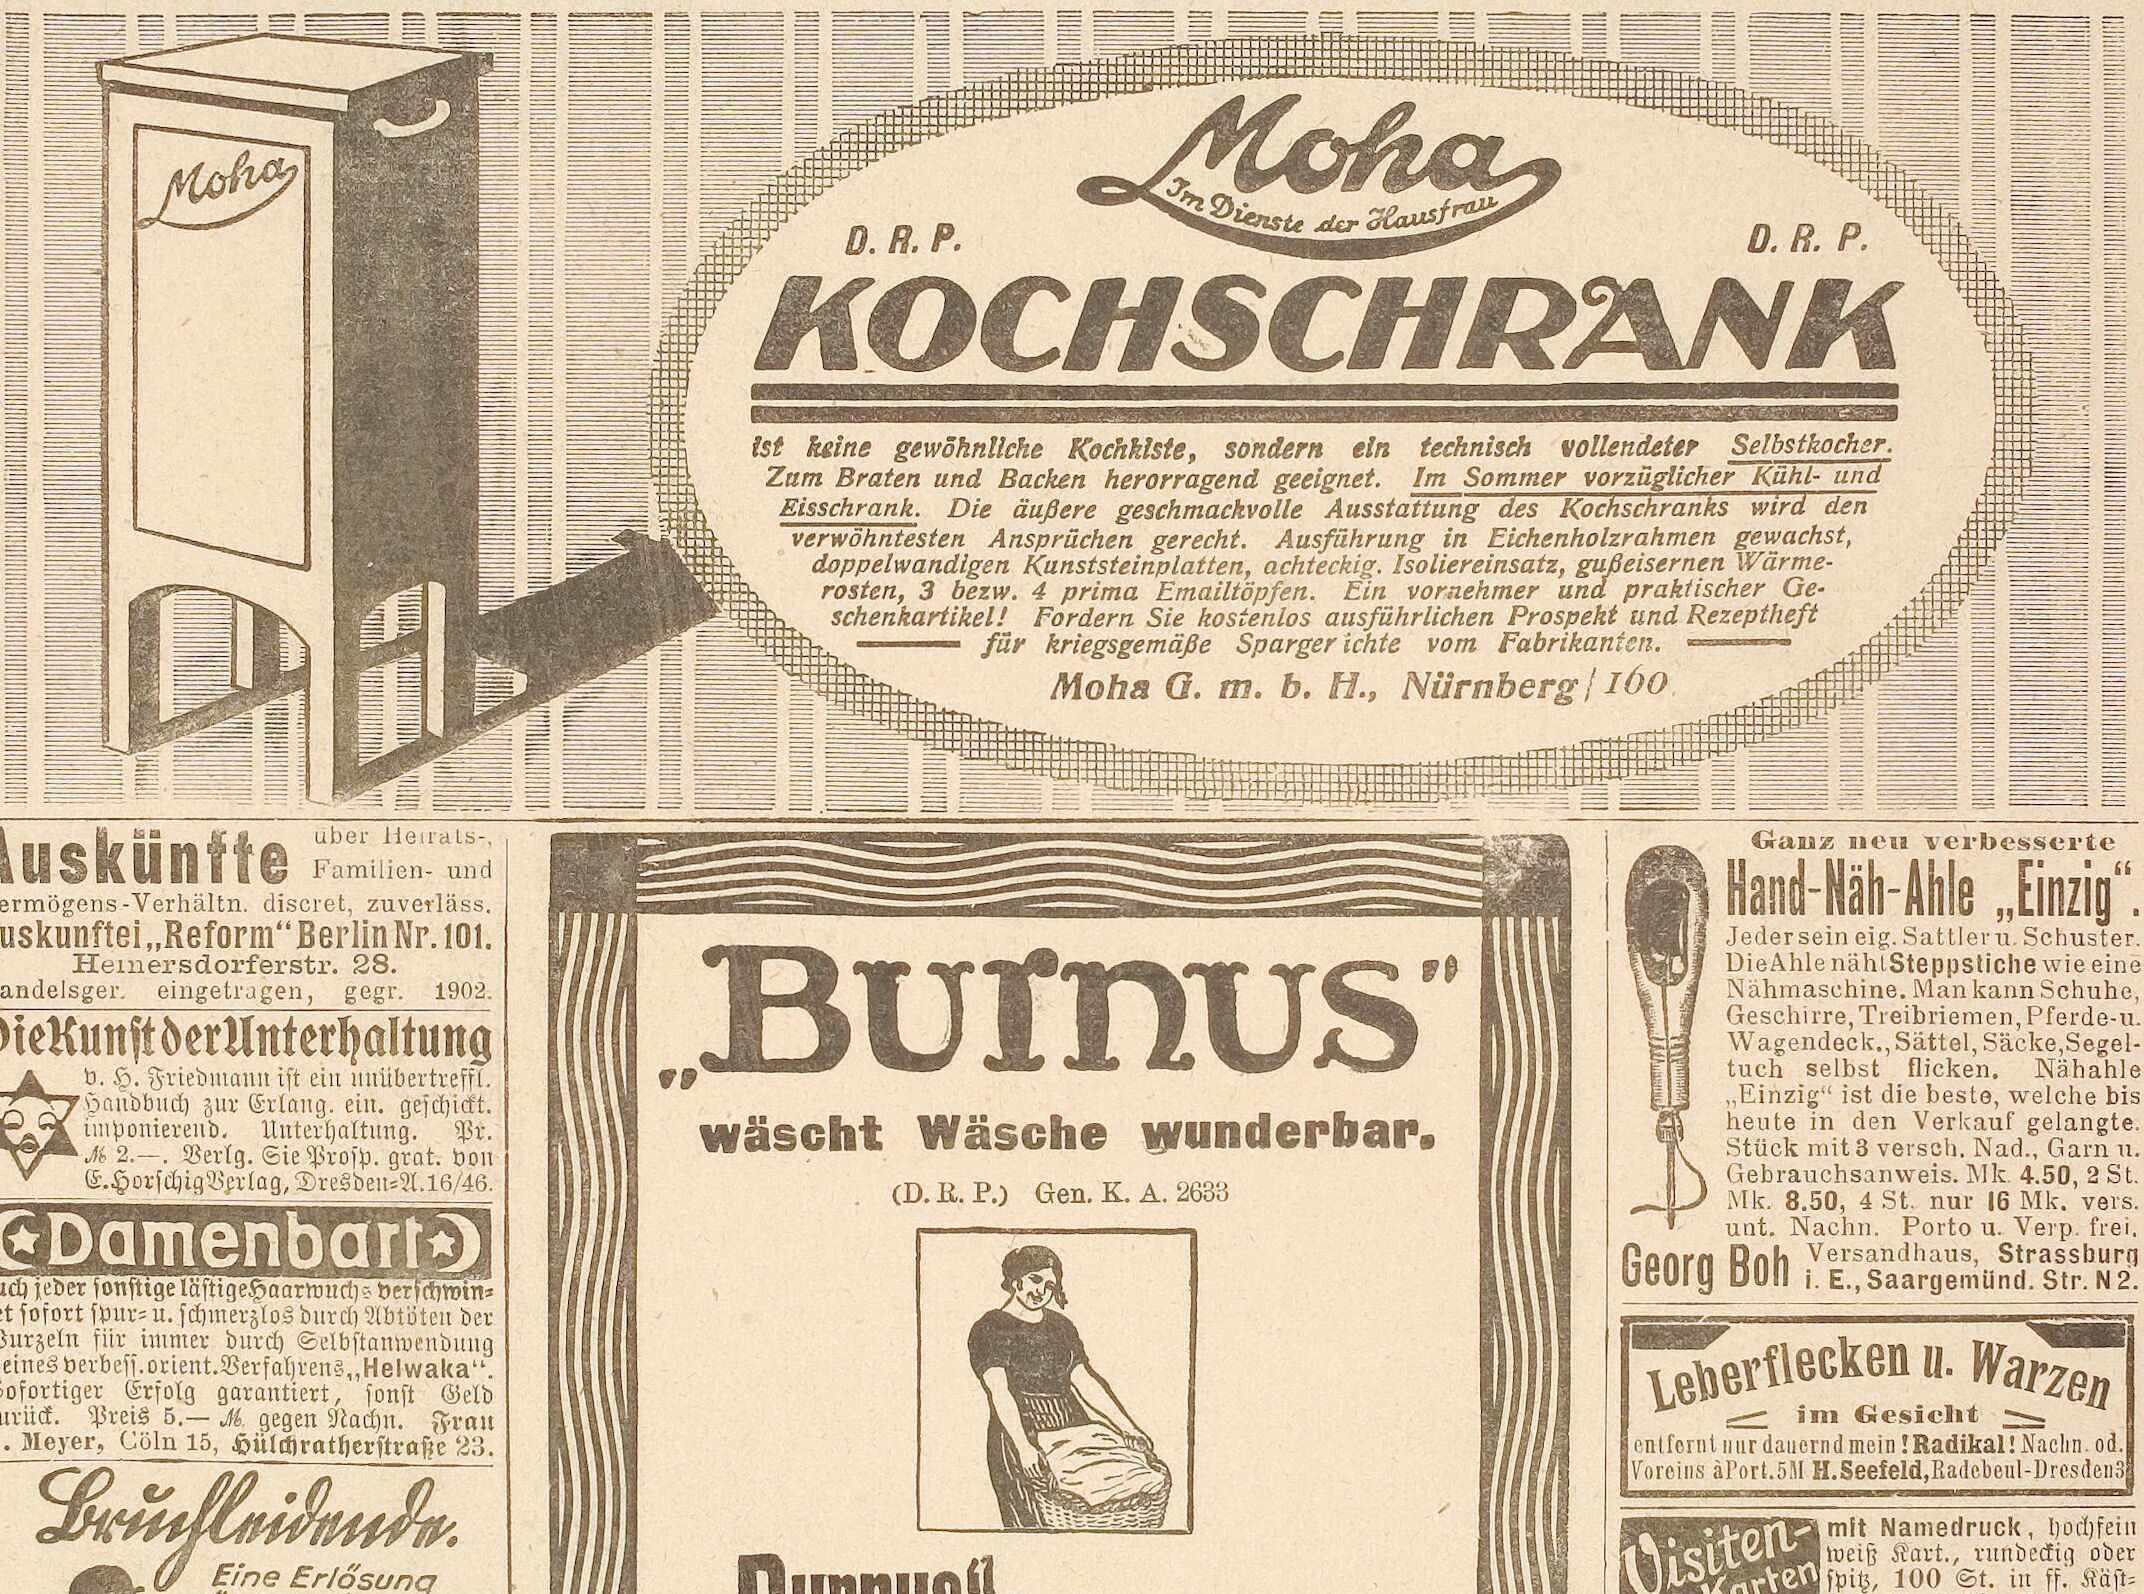 Moha
Moha
Im Dienste der Hausfrau
D. R. P.
D. R. P.
KOCHSCHRANK
ist keine gewöhnliche Kochkiste, sondern ein technisch vollendeter Selbstkocher.
Zum Braten und Backen herorragend geeignet. Im Sommer vorzüglicher Kühl- und
Eisschrank. Die äußere geschmackvolle Ausstattung des Kochschranks wird den
verwöhntesten Ansprüchen gerecht. Ausführung in Eichenholzrahmen gewachst,
doppelwandigen Kunststeinplatten, achteckig. Isoliereinsatz, gußeisernen Wärme-
rosten, 3 bezw. 4 prima Emailtöpfen. Ein vornehmer und praktischer Ge-
schenkartikel! Fordern Sie kostenlos ausführlichen Prospekt und Rezeptheft
für kriegsgemäße Spargerichte vom Fabrikanten.
Moha G. m. b. H., Nürnberg / 160
Auskünfte
über Heirats-,
Familien- und
ermögens-Verhältn. discret, zuverläss.
uskunftei „Reform“ Berlin Nr. 101.
Heinersdorferstr. 28.
andelsger. eingetragen, gegr. 1902.
Die Kunst der Unterhaltung
v. H. Friedmann ist ein unübertreffl.
Handbuch zur Erlang. ein. geschickt.
imponierend. Unterhaltung. Pr.
M 2.—. Verlg. Sie Prosp. grat. von
E. Horschig Verlag, Dresden-A. 16/46.
Damenbart
uch jeder sonstige lästige Haarwuchs verschwin-
et sofort spur- u. schmerzlos durch Abtöten der
Wurzeln für immer durch Selbstanwendung
eines verbess. orient. Verfahrens „Helwaka“.
Sofortiger Erfolg garantiert, sonst Geld
urück. Preis 5.— M. gegen Nachn. Frau
. Meyer, Cöln 15, Hülchratherstraße 23.
Bruchleidende.
Eine Erlösung
„Burnus”
wäscht Wäsche wunderbar.
(D. R. P.) Gen. K. A. 2633
Ganz neu verbesserte
Hand-Näh-Ahle „Einzig“.
Jeder sein eig. Sattler u. Schuster.
Die Ahle näht Steppstiche wie eine
Nähmaschine. Man kann Schuhe,
Geschirre, Treibriemen, Pferde- u.
Wagendeck., Sättel, Säcke, Segel-
tuch selbst flicken. Nähahle
„Einzig“ ist die beste, welche bis
heute in den Verkauf gelangte.
Stück mit 3 versch. Nad., Garn u.
Gebrauchsanweis. Mk. 4.50, 2 St.
Mk. 8.50, 4 St. nur 16 Mk. vers.
unt. Nachn. Porto u. Verp. frei.
Georg Boh Versandhaus, Strassburg
i. E., Saargemünd. Str. N 2.
Leberflecken u. Warzen
im Gesicht
entfernt nur dauernd mein ! Radikal! Nachn. od.
Voreins à Port. 5M H. Seefeld, Radebeul-Dresden3
Visiten-
Karten
mit Namedruck, hochfein
weiß Kart., rundeckig oder
spitz, 100 St. in ff. Käst-